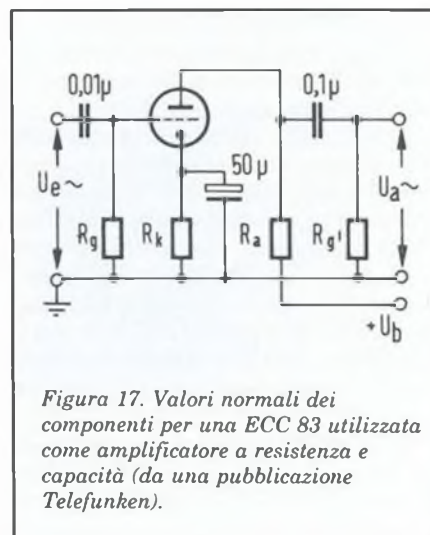 0,01μ
0,1μ
50 μ
Ue~
Ua~
Rg
Rk
Ra
Rg'
+Ub
Figura 17. Valori normali dei
componenti per una ECC 83 utilizzata
come amplificatore a resistenza e
capacità (da una pubblicazione
Telefunken).